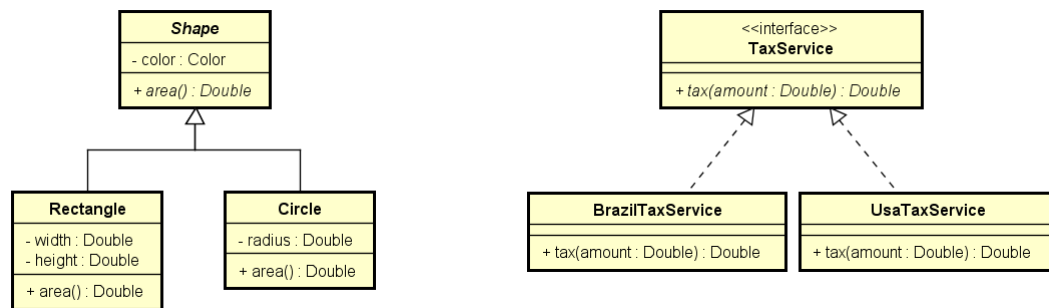 Shape
- color : Color
+ area() : Double
Rectangle
- width : Double
- height : Double
+ area() : Double
Circle
- radius : Double
+ area() : Double
<<interface>>
TaxService
+ tax(amount : Double) : Double
BrazilTaxService
+ tax(amount : Double) : Double
UsaTaxService
+ tax(amount : Double) : Double